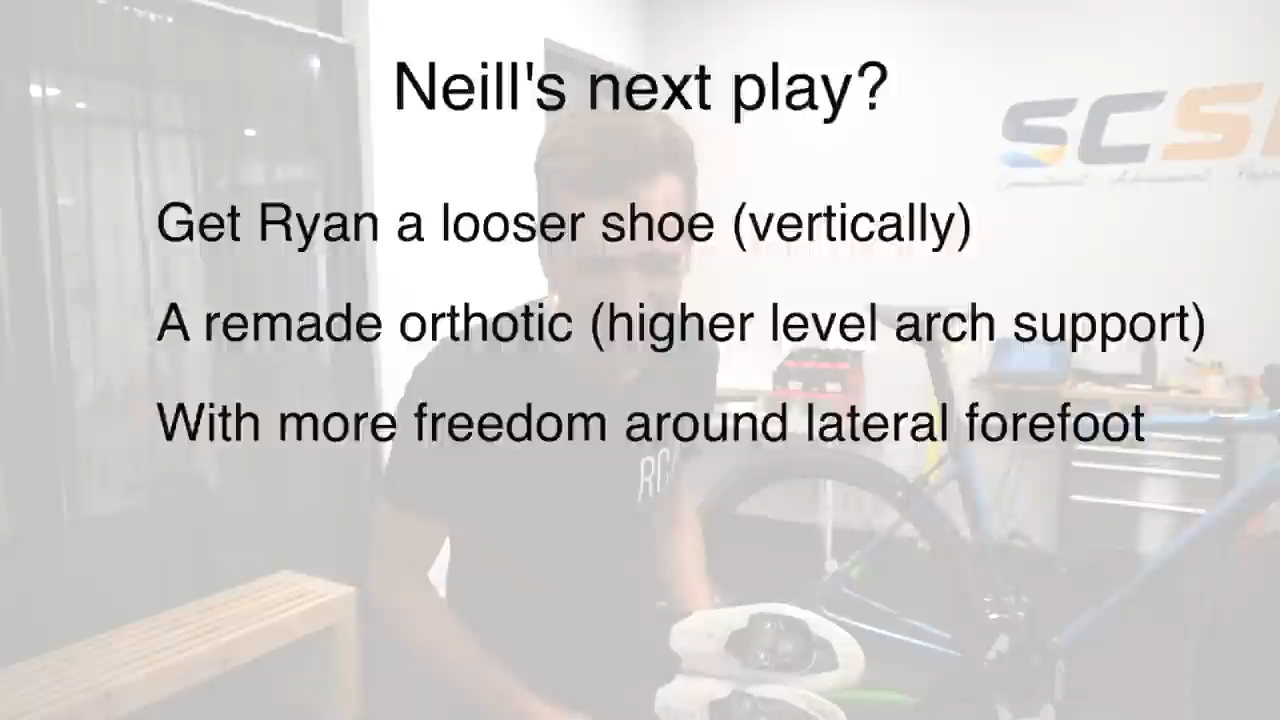 Neill's next play?
SCS
Get Ryan a looser shoe (vertically)
A remade orthotic (higher level arch support)
With more freedom around lateral forefoot